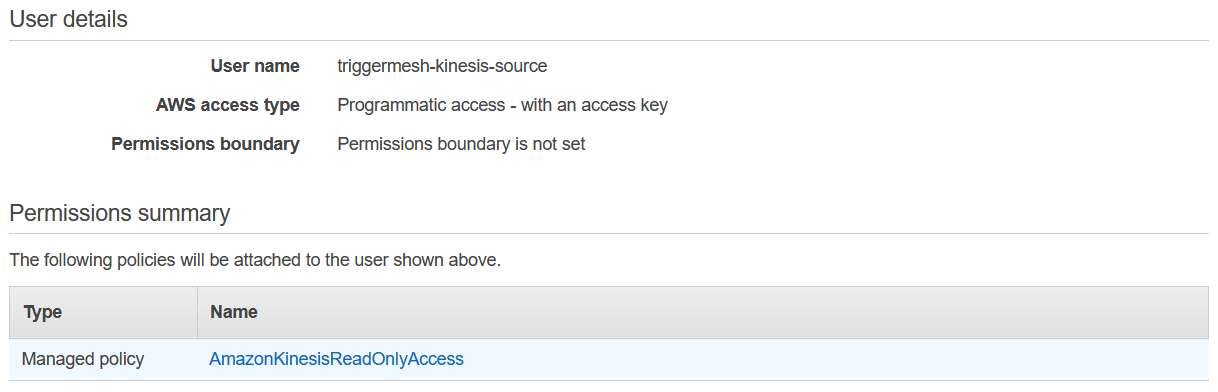 User details
User name triggermesh-kinesis-source
AWS access type Programmatic access - with an access key
Permissions boundary Permissions boundary is not set
Permissions summary
The following policies will be attached to the user shown above.
Type Name
Managed policy AmazonKinesisReadOnlyAccess